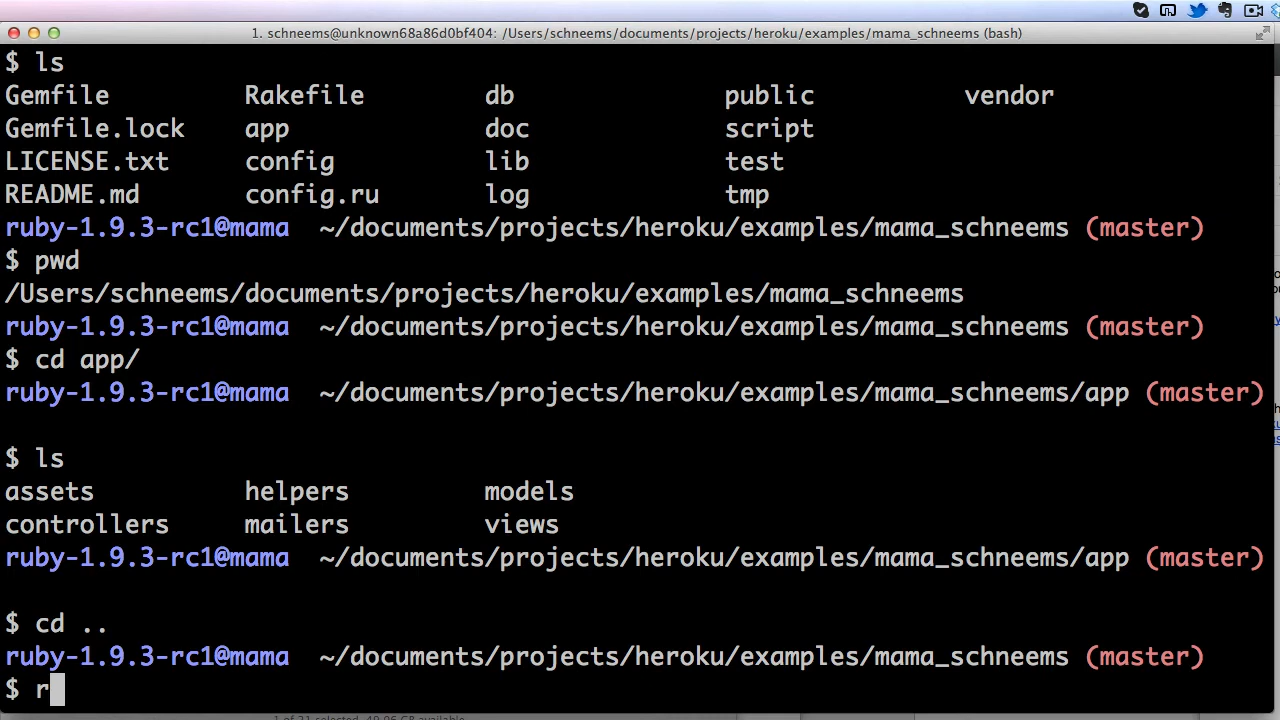 1. schneems@unknown68a86d0bf404: /Users/schneems/documents/projects/heroku/examples/mama_schneems (bash)
$ ls
Gemfile Rakefile db public vendor
Gemfile.lock app doc script
LICENSE.txt config lib test
README.md config.ru log tmp
ruby-1.9.3-rc1@mama ~/documents/projects/heroku/examples/mama_schneems (master)
$ pwd
/Users/schneems/documents/projects/heroku/examples/mama_schneems
ruby-1.9.3-rc1@mama ~/documents/projects/heroku/examples/mama_schneems (master)
$ cd app/
ruby-1.9.3-rc1@mama ~/documents/projects/heroku/examples/mama_schneems/app (master)
$ ls
assets helpers models
controllers mailers views
ruby-1.9.3-rc1@mama ~/documents/projects/heroku/examples/mama_schneems/app (master)
$ cd ..
ruby-1.9.3-rc1@mama ~/documents/projects/heroku/examples/mama_schneems (master)
$ r